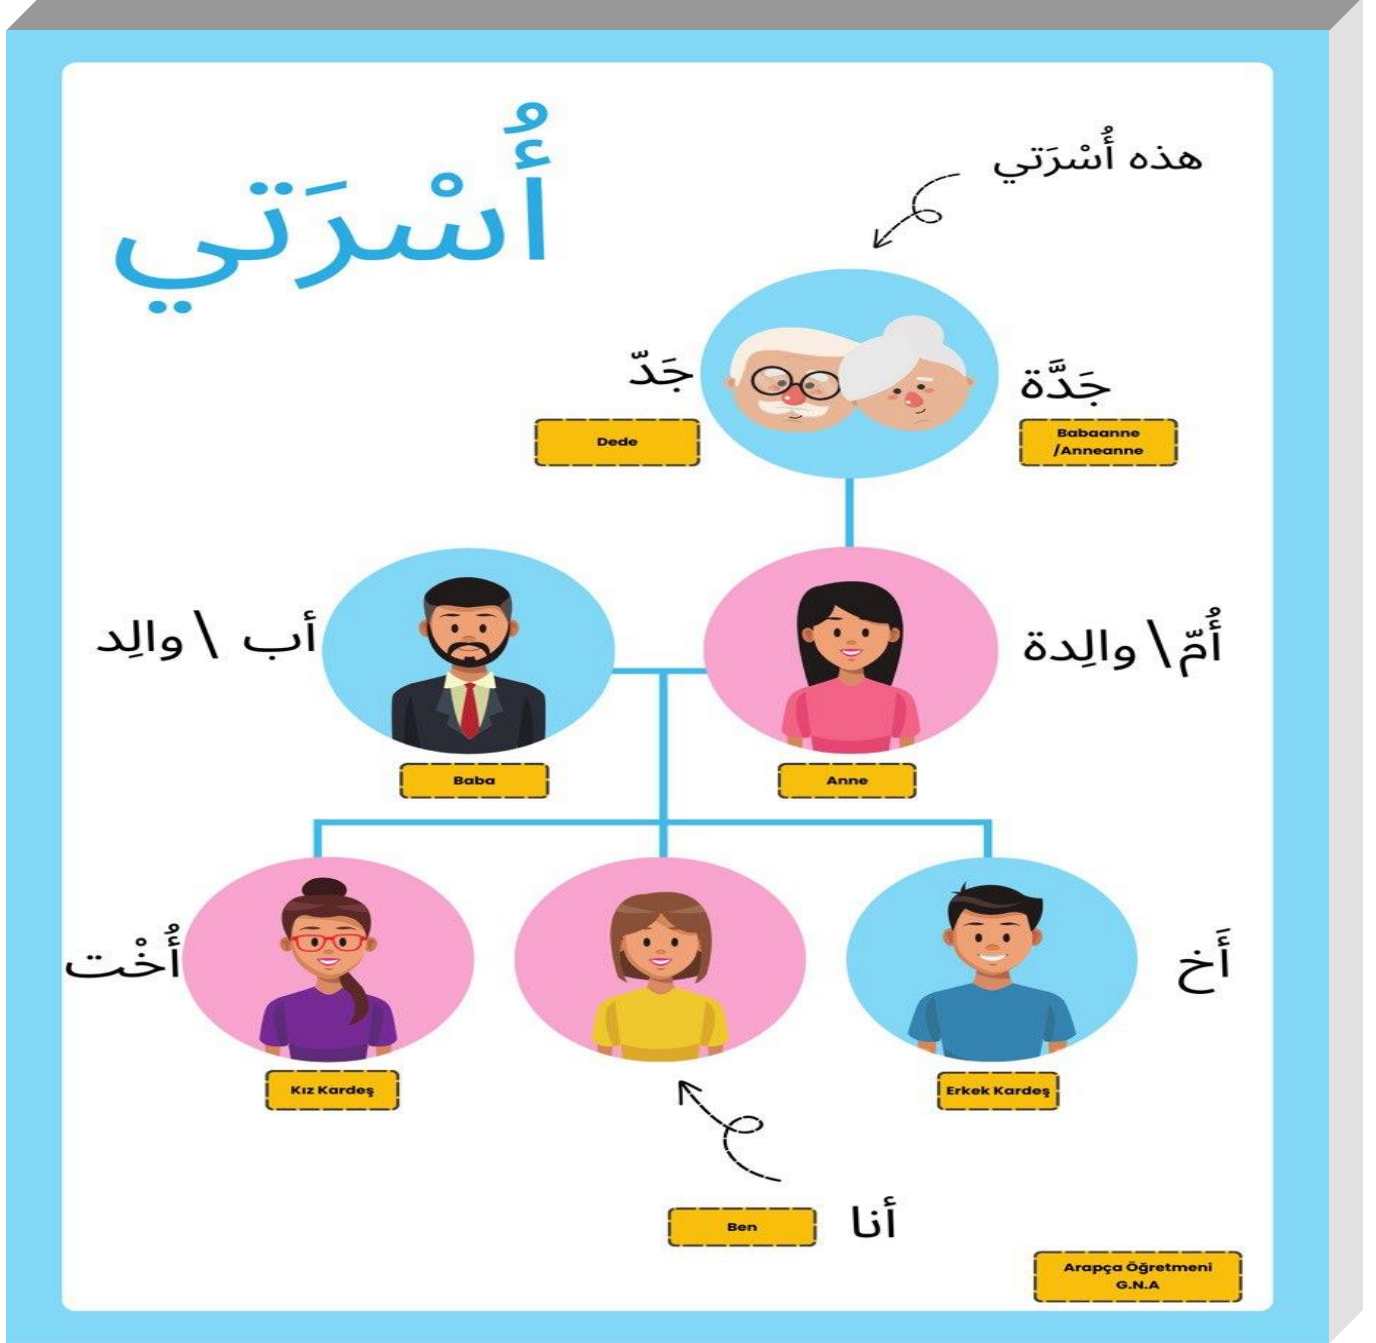 أُسْرَتي
هذه أُسْرَتي
جَدّ
جَدَّة
Dede
Babaanne
/Anneanne
أب \ والِد
أُمّ \ والِدة
Baba
Anne
أُخْت
أَخ
Kız Kardeş
Erkek Kardeş
أنا
Ben
Arapça Öğretmeni
G.N.A